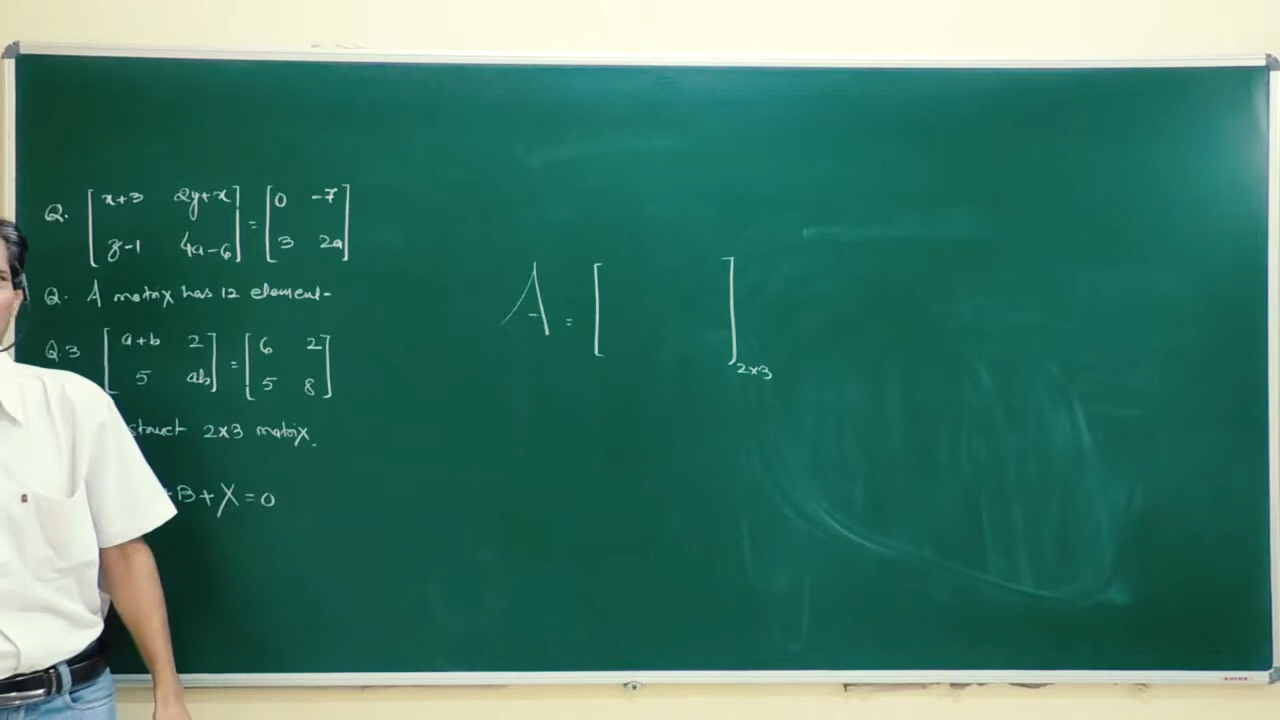 Q. [x+3 2y+x] = [0 -7]
[z-1 4a-6] [3 2a]
Q. A matrix has 12 element-
Q.3 [a+b 2] = [6 2]
[5 ab] [5 8]
struct 2x3 matrix.
+B+X=0
A = [ ]
2x3